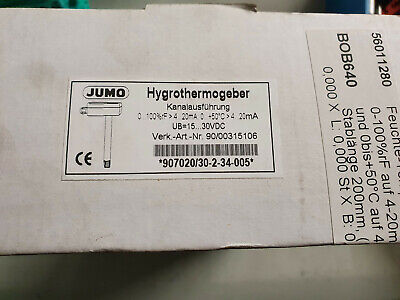 JUMO
Hygrothermogeber
Kanalausführung
0...100%rF > 4...20mA, 0...+50°C > 4...20mA
UB=15...30VDC
Verk.-Art.-Nr. 90/00315106
*907020/30-2-34-005*
56011280
BOB640
0-100%rF auf 4-20m
und 0bis+50°C auf 4
Stablänge 200mm, (
0,000 X L: 0,000 St X B: 0